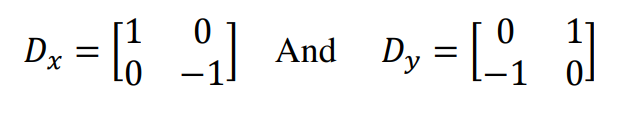 D_x = [1 0; 0 −1] And D_y = [0 1; −1 0]